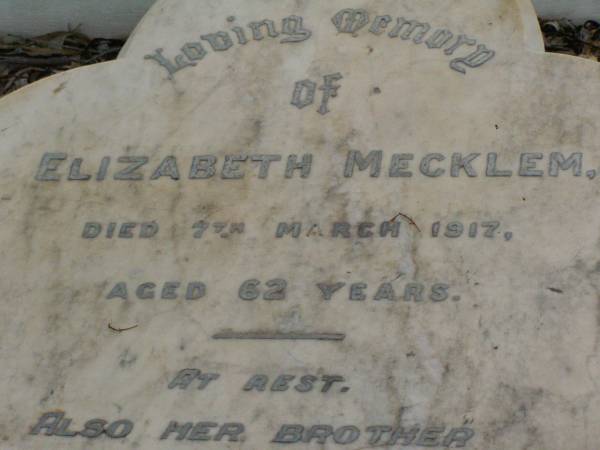 Loving Memory
of
ELIZABETH MECKLEM,
DIED 7TH MARCH 1917,
AGED 62 YEARS.
AT REST.
ALSO HER BROTHER